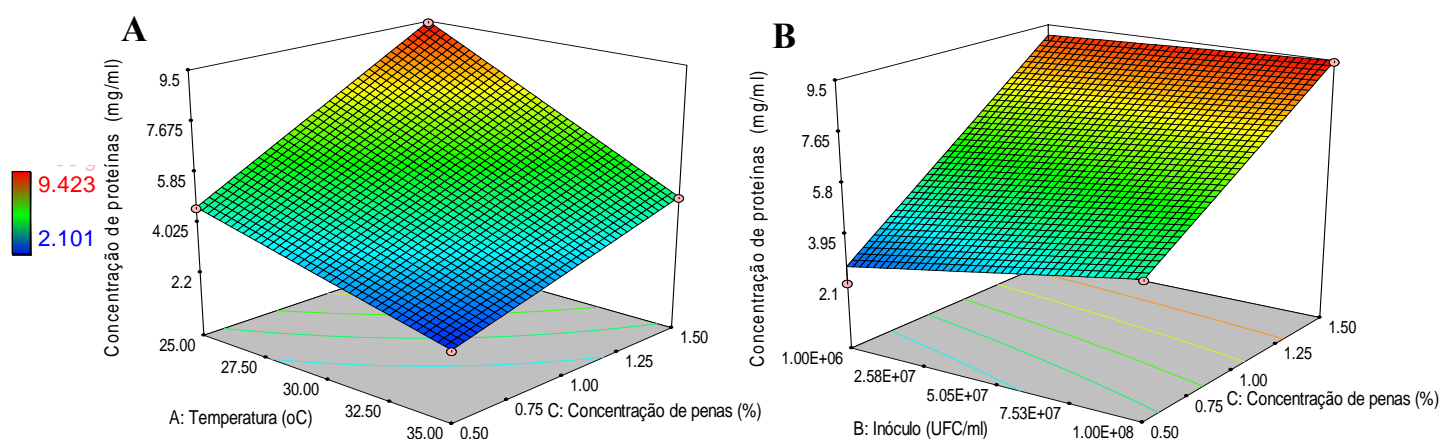 A
Concentração de proteínas (mg/ml)
9.5
7.675
5.85
4.025
2.2
9.423
2.101
25.00
27.50
30.00
32.50
35.00
A: Temperatura (oC)
0.50
0.75
1.00
1.25
1.50
C: Concentração de penas (%)
B
Concentração de proteínas (mg/ml)
9.5
7.65
5.8
3.95
2.1
1.00E+06
2.58E+07
5.05E+07
7.53E+07
1.00E+08
B: Inóculo (UFC/ml)
0.50
0.75
1.00
1.25
1.50
C: Concentração de penas (%)